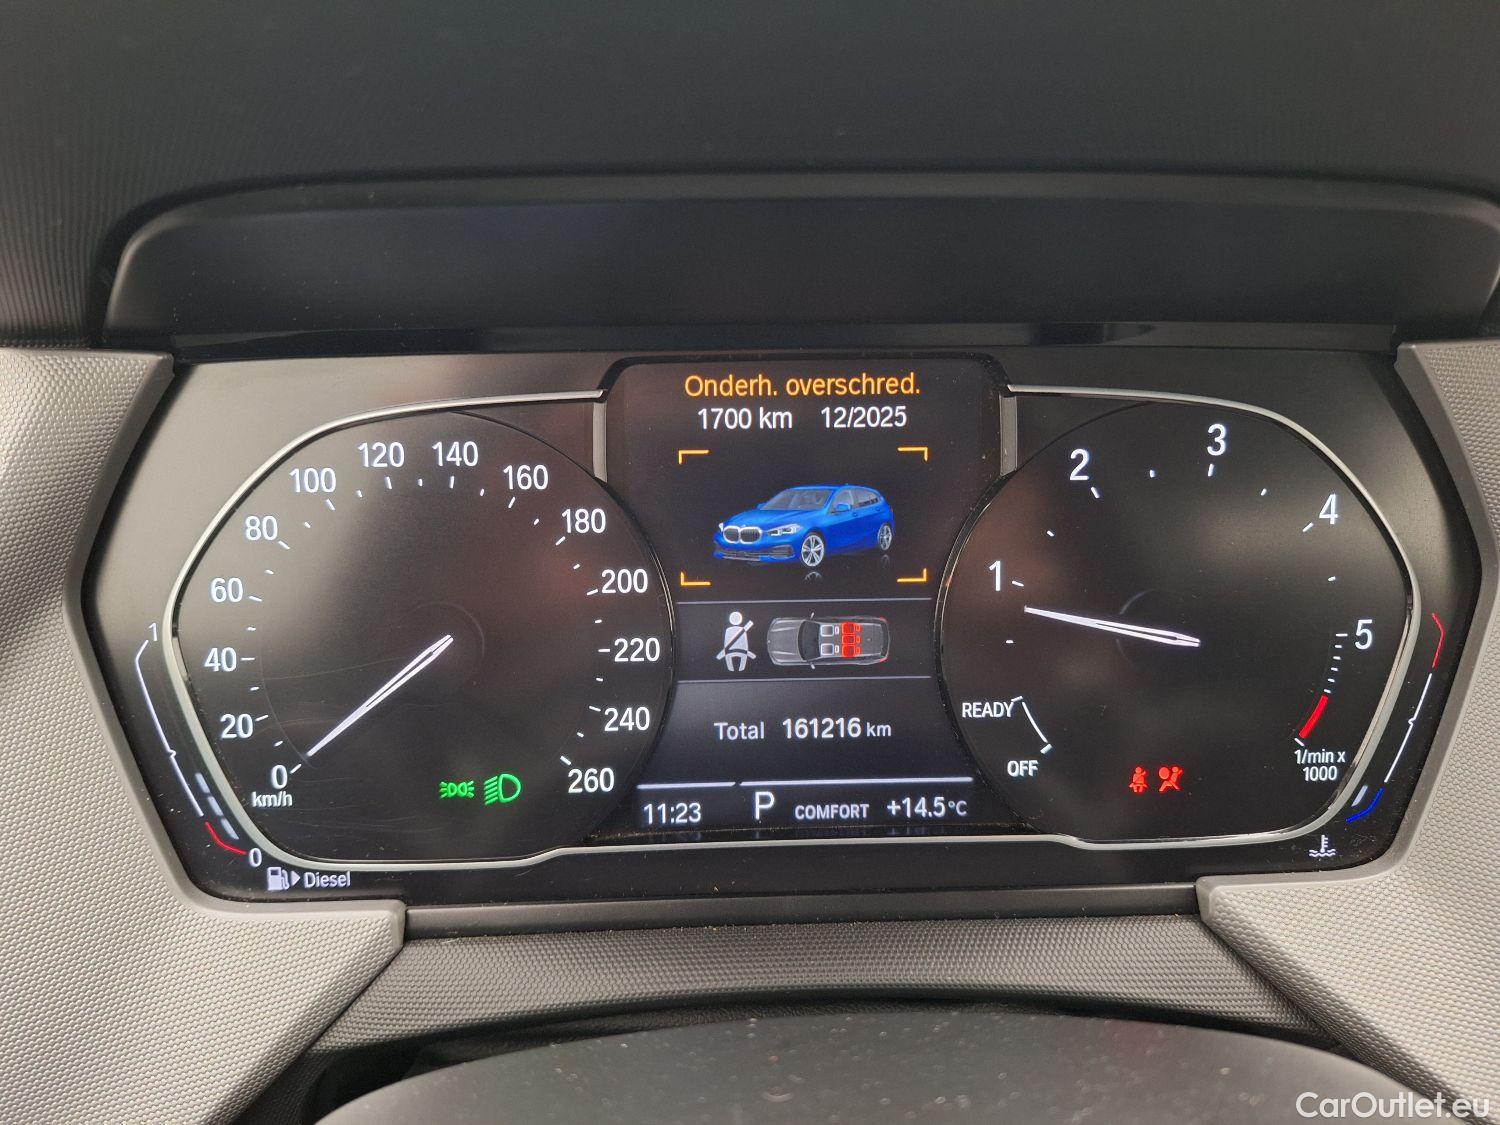 Onderh. overschred.
1700 km 12/2025
Total 161216 km
11:23 P COMFORT +14.5°C
0 20 40 60 80 100 120 140 160 180 200 220 240 260
km/h
1 0
Diesel
1 2 3 4 5
READY
OFF
1/min x
1000
CarOutlet.eu